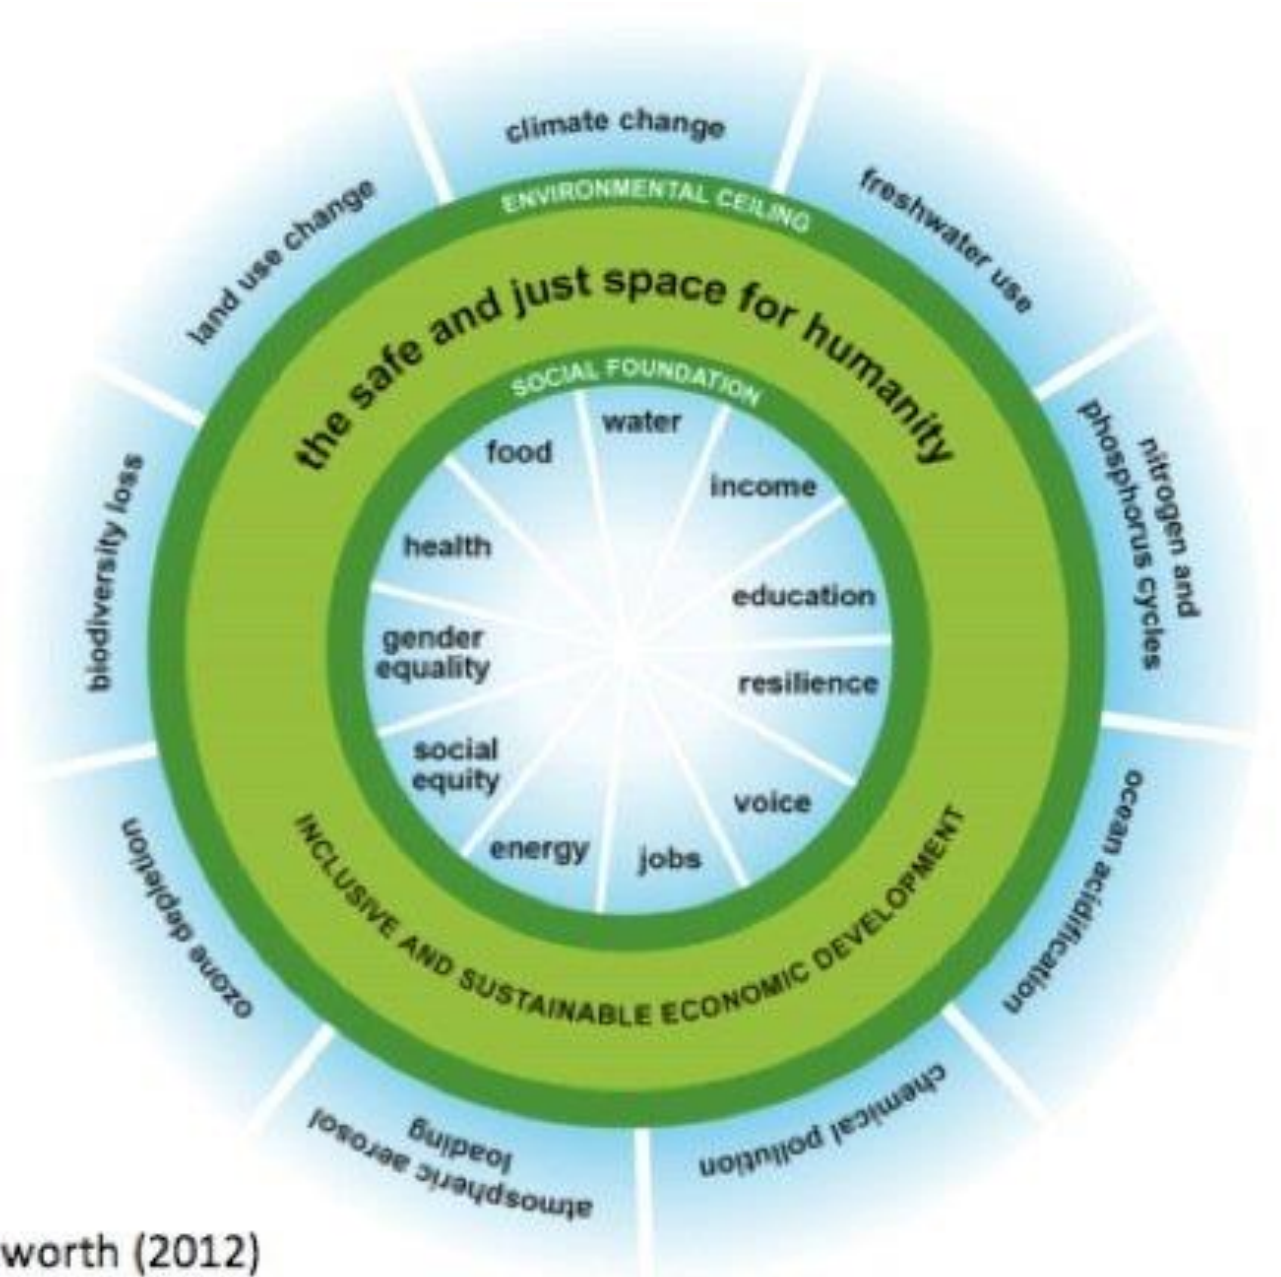 climate change
freshwater use
nitrogen and
phosphorus cycles
ocean acidification
chemical pollution
atmospheric aerosol
loading
ozone depletion
biodiversity loss
land use change
ENVIRONMENTAL CEILING
the safe and just space for humanity
SOCIAL FOUNDATION
water
income
education
resilience
voice
jobs
energy
social
equity
gender
equality
health
food
INCLUSIVE AND SUSTAINABLE ECONOMIC DEVELOPMENT
worth (2012)